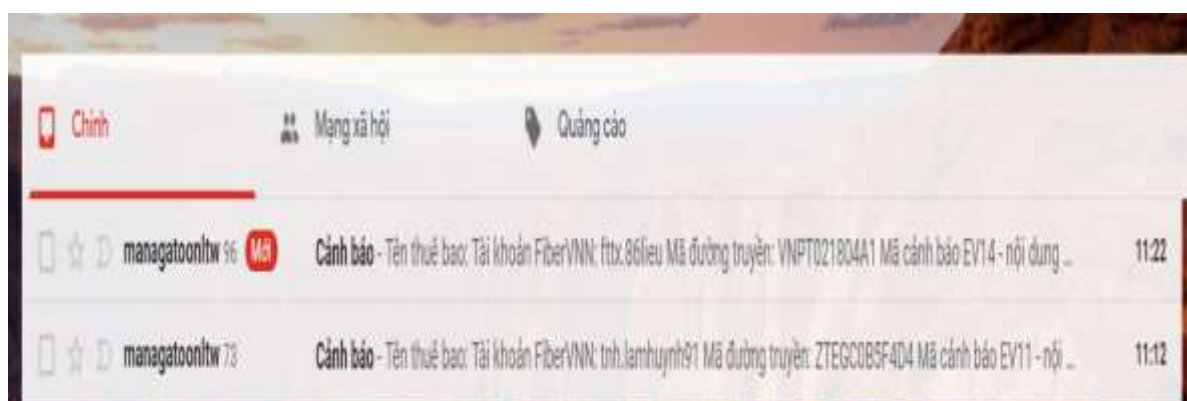 Chính Mạng xã hội Quảng cáo
managatoonltw 96 Mới Cảnh báo - Tên thuê bao: Tài khoản FiberVNN: fttx.86lieu Mã đường truyền: VNPT021804A1 Mã cảnh báo EV14 - nội dung ... 11:22
managatoonltw 73 Cảnh báo - Tên thuê bao: Tài khoản FiberVNN: tnh.lamhuynh91 Mã đường truyền: ZTEGC0B5F4D4 Mã cảnh báo EV11 - nội ... 11:12